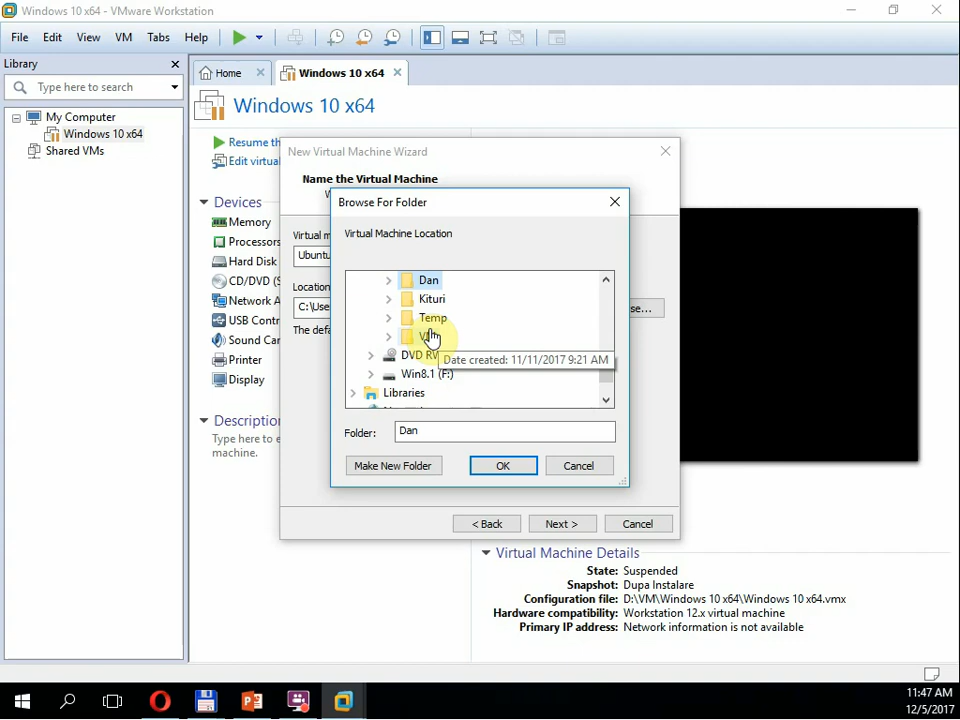 Windows 10 x64 - VMware Workstation
File Edit View VM Tabs Help
Library
Type here to search
My Computer
Windows 10 x64
Shared VMs
Home
Windows 10 x64
Windows 10 x64
Resume th
Edit virtua
Devices
Memory
Processors
Hard Disk
CD/DVD (S
Network A
USB Contr
Sound Car
Printer
Display
Description
Type here to e
machine.
New Virtual Machine Wizard
Name the Virtual Machine
Virtual m
Ubuntu
Location
C:\Use
se...
The defa
Browse For Folder
Virtual Machine Location
Dan
Kituri
Temp
DVD RW
Date created: 11/11/2017 9:21 AM
Win8.1 (F:)
Libraries
Folder: Dan
Make New Folder OK Cancel
< Back Next > Cancel
Virtual Machine Details
State: Suspended
Snapshot: Dupa Instalare
Configuration file: D:\VM\Windows 10 x64\Windows 10 x64.vmx
Hardware compatibility: Workstation 12.x virtual machine
Primary IP address: Network information is not available
11:47 AM
12/5/2017